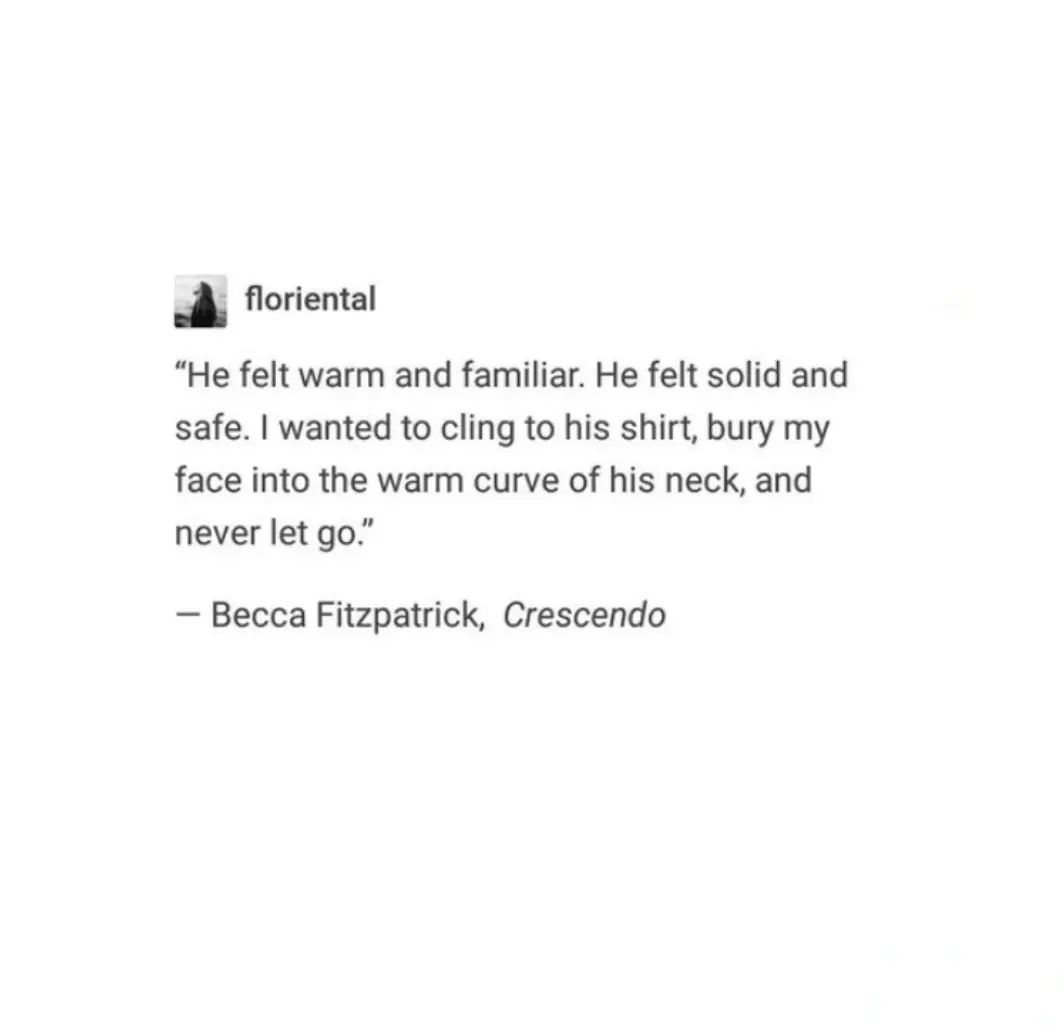 floriental
“He felt warm and familiar. He felt solid and
safe. I wanted to cling to his shirt, bury my
face into the warm curve of his neck, and
never let go.”
— Becca Fitzpatrick, Crescendo